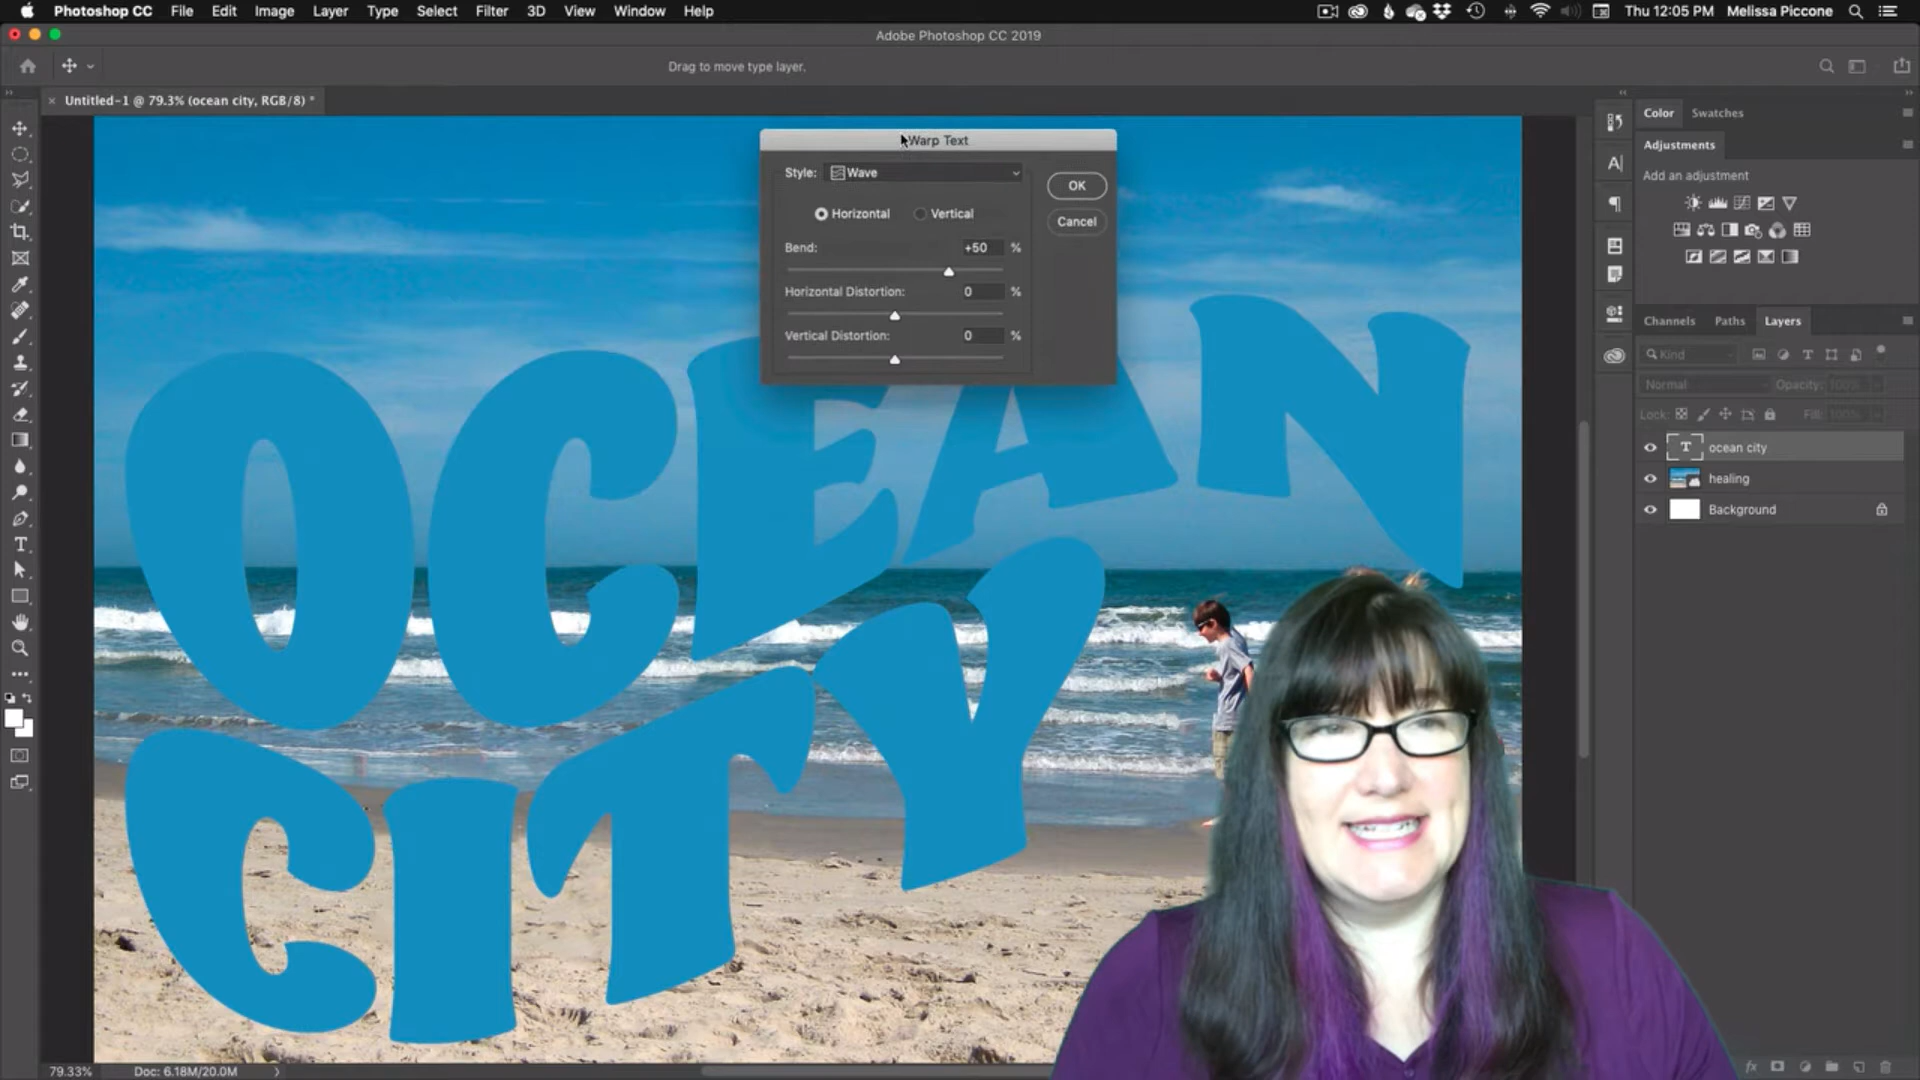 Photoshop CC File Edit Image Layer Type Select Filter 3D View Window Help Thu 12:05 PM Melissa Piccone
Adobe Photoshop CC 2019
Drag to move type layer.
× Untitled-1 @ 79.3% (ocean city, RGB/8) *
Color Swatches
Adjustments
Add an adjustment
Warp Text
Style: Wave
OK
Horizontal Vertical
Cancel
Bend: +50 %
Horizontal Distortion: 0 %
Vertical Distortion: 0 %
OCEAN
CITY
Channels Paths Layers
Kind
Normal Opacity: 100%
Lock: Fill: 100%
T ocean city
healing
Background
79.33% Doc: 6.18M/20.0M